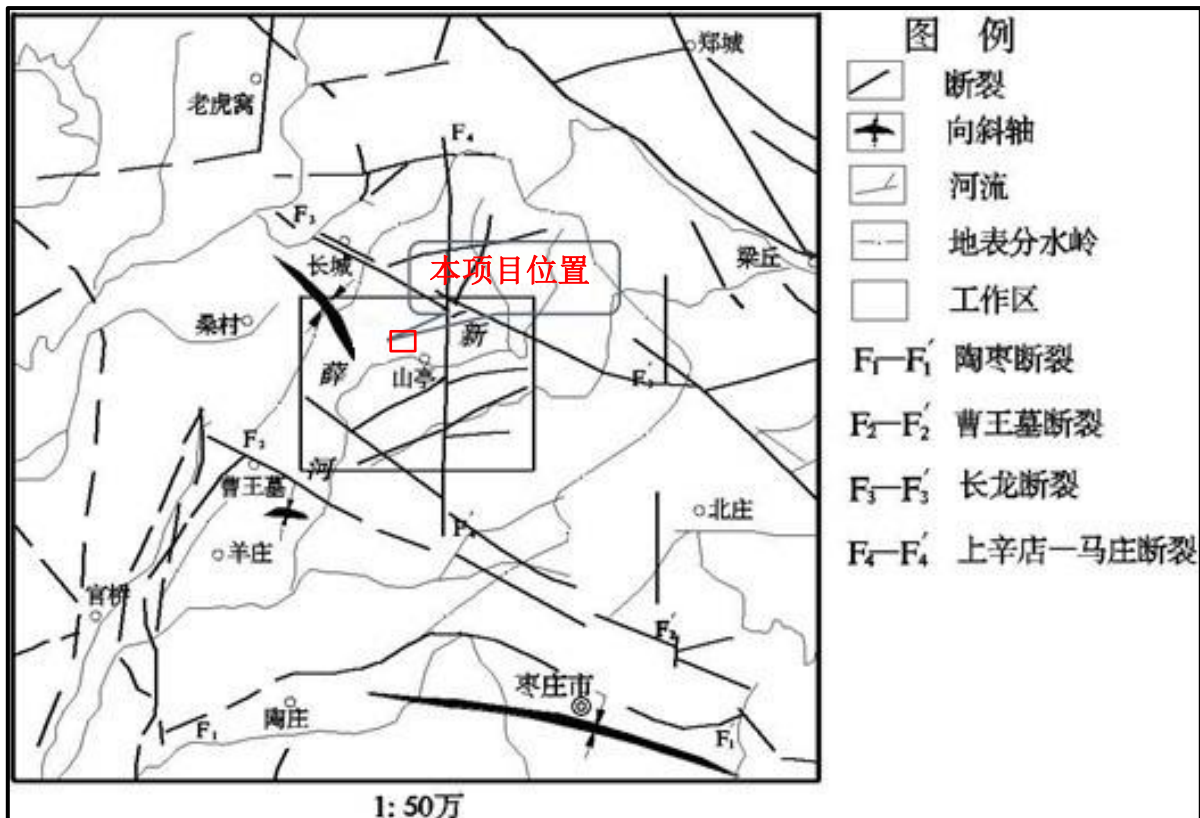 图 例
断裂
向斜轴
河流
地表分水岭
工作区
F₁—F₁′ 陶枣断裂
F₂—F₂′ 曹王墓断裂
F₃—F₃′ 长龙断裂
F₄—F₄′ 上辛店—马庄断裂
郑城
老虎窝
F₄
F₃
长城
梁丘
本项目位置
桑村
新
薛
山亭
F₃′
河
F₂
曹王墓
F₄′
北庄
羊庄
官桥
F₂′
枣庄市
陶庄
F₁
F₁′
1: 50万